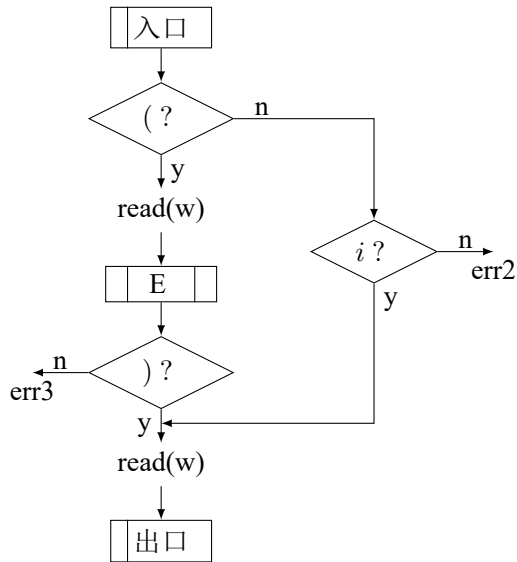 入口
( ?
n
y
read(w)
i ?
n
err2
E
y
) ?
n
err3
y
read(w)
出口